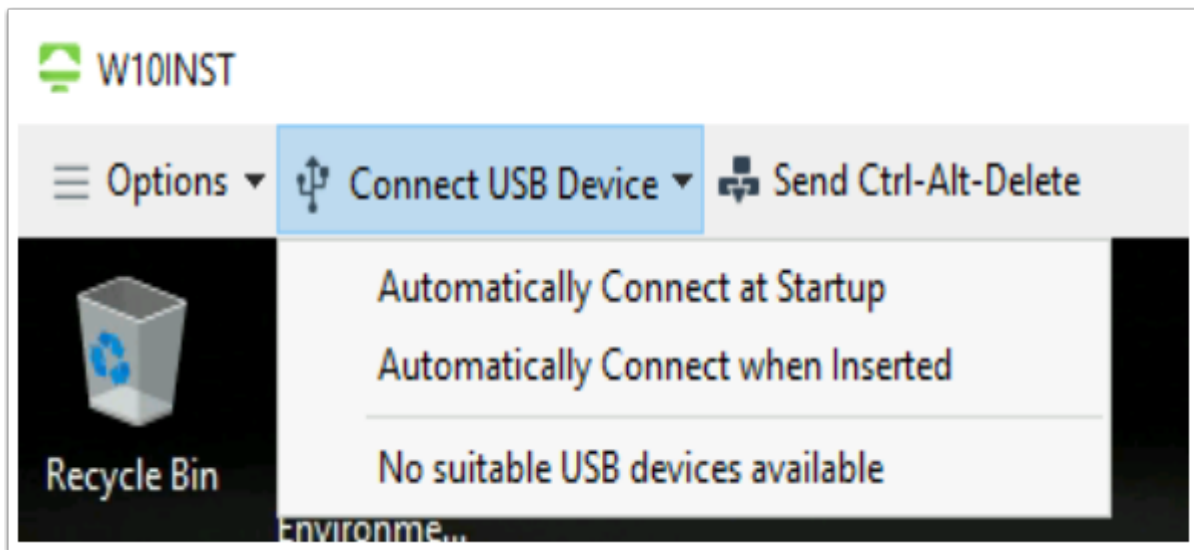 W10INST
Options Connect USB Device Send Ctrl-Alt-Delete
Automatically Connect at Startup
Automatically Connect when Inserted
No suitable USB devices available
Recycle Bin
Environme...